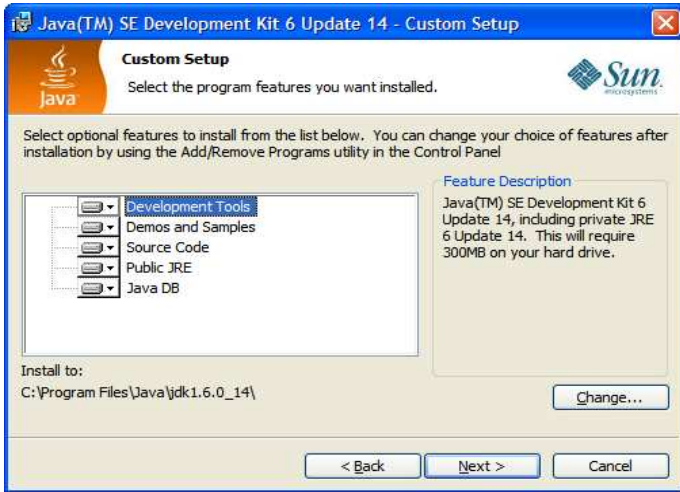 Java(TM) SE Development Kit 6 Update 14 - Custom Setup
Java
Custom Setup
Select the program features you want installed.
Sun
microsystems
Select optional features to install from the list below. You can change your choice of features after
installation by using the Add/Remove Programs utility in the Control Panel
Development Tools
Demos and Samples
Source Code
Public JRE
Java DB
Feature Description
Java(TM) SE Development Kit 6
Update 14, including private JRE
6 Update 14. This will require
300MB on your hard drive.
Install to:
C:\Program Files\Java\jdk1.6.0_14\
Change...
< Back
Next >
Cancel